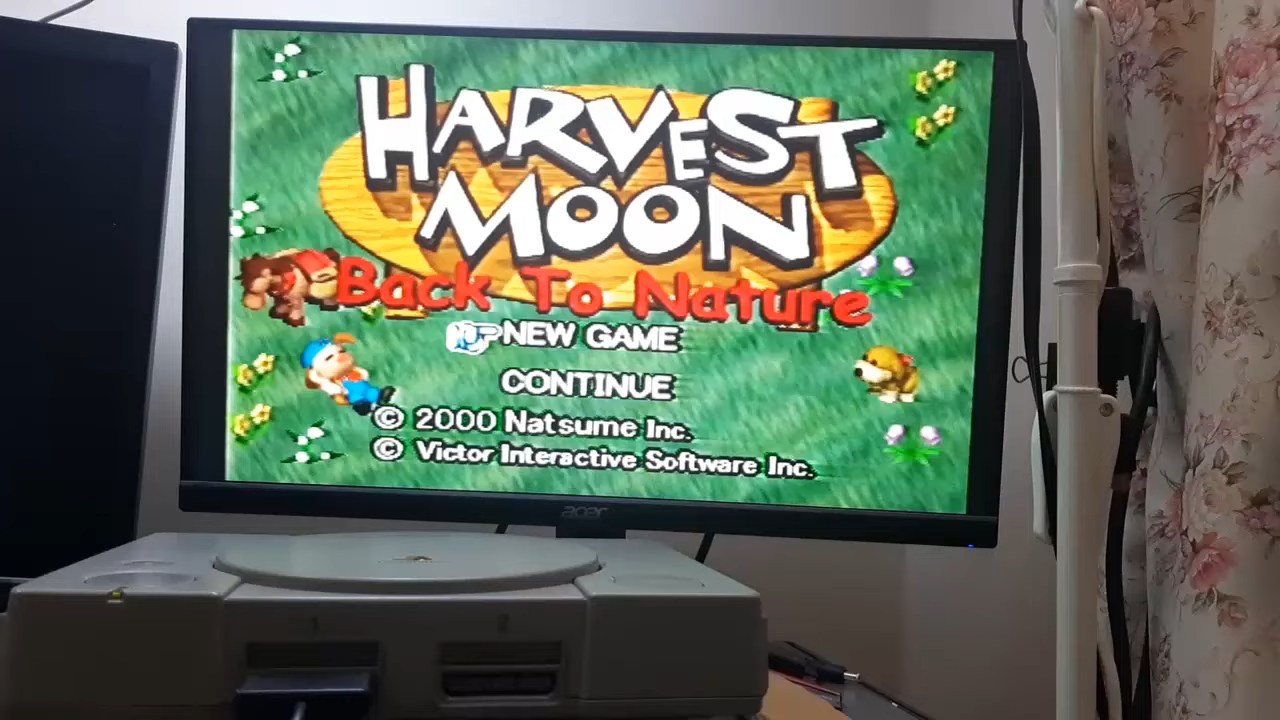 HARVEST
MOON
Back To Nature
NEW GAME
CONTINUE
© 2000 Natsume Inc.
© Victor Interactive Software Inc.
acer